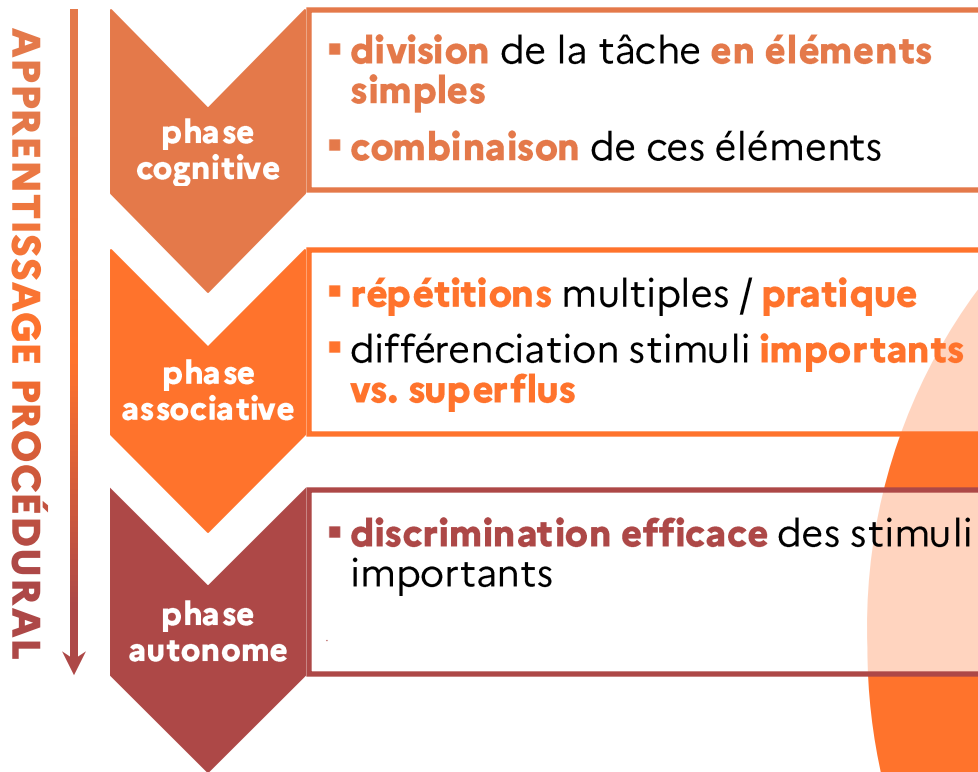 APPRENTISSAGE PROCÉDURAL
phase
cognitive
▪ division de la tâche en éléments
simples
▪ combinaison de ces éléments
phase
associative
▪ répétitions multiples / pratique
▪ différenciation stimuli importants
vs. superflus
phase
autonome
▪ discrimination efficace des stimuli
importants